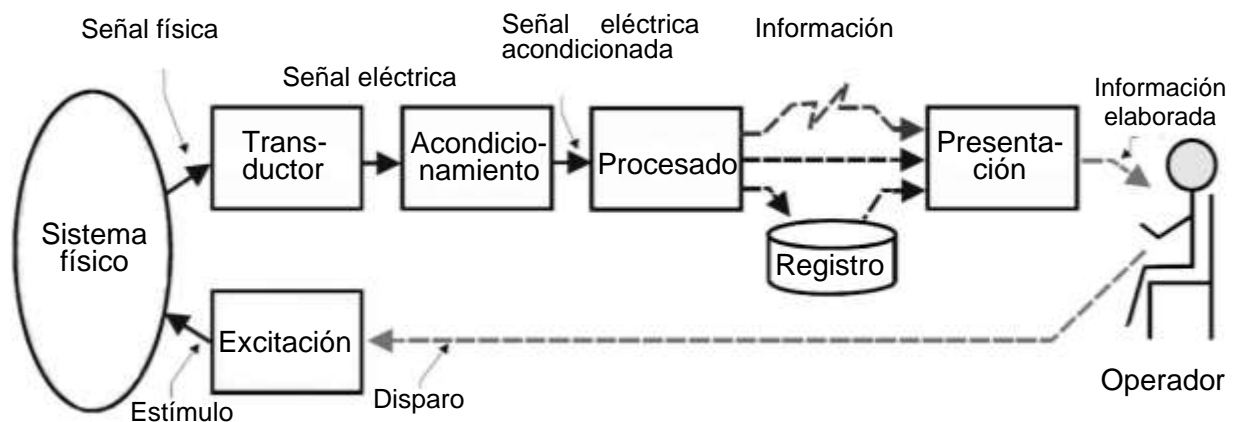 Señal física
Señal eléctrica
acondicionada
Información
Señal eléctrica
Información
elaborada
Trans-
ductor
Acondicio-
namiento
Procesado
Presenta-
ción
Sistema
físico
Registro
Excitación
Operador
Estímulo
Disparo